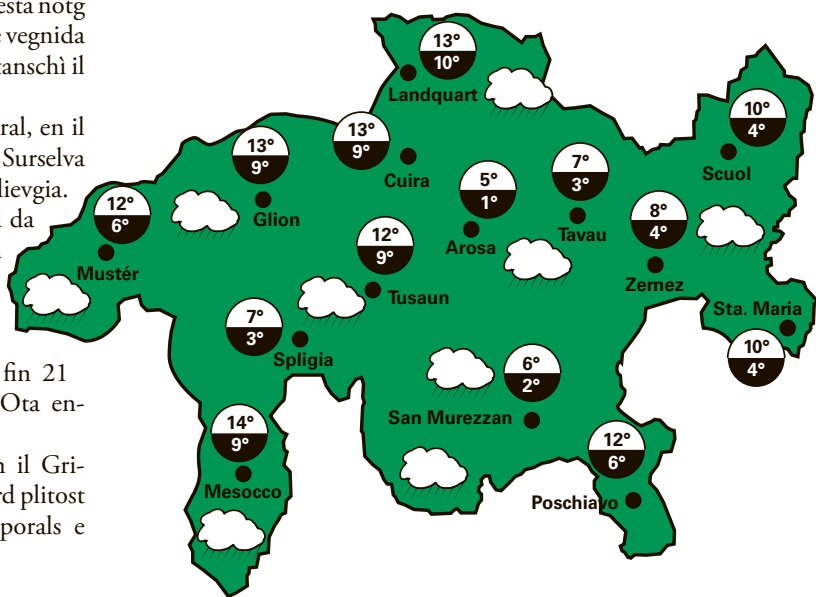 esta notg
vegnida
tanschì il
ral, en il
Surselva
lievgia.
da
fin 21
Ota en-
il Gri-
rd plitost
porals e
13°
10°
Landquart
13°
9°
Cuira
13°
9°
Glion
12°
6°
Mustér
5°
1°
Arosa
7°
3°
Tavau
10°
4°
Scuol
8°
4°
Zernez
12°
9°
Tusaun
7°
3°
Spligia
Sta. Maria
10°
4°
6°
2°
San Murezzan
14°
9°
Mesocco
12°
6°
Poschiavo